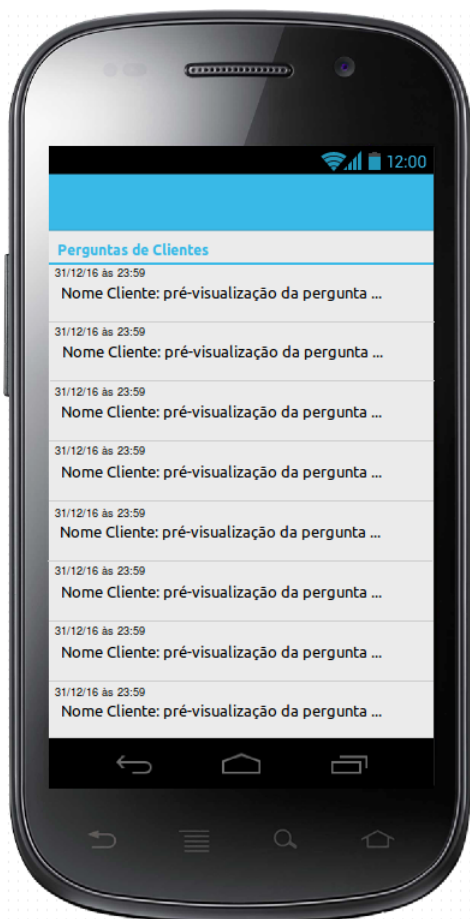 12:00
Perguntas de Clientes
31/12/16 às 23:59
Nome Cliente: pré-visualização da pergunta ...
31/12/16 às 23:59
Nome Cliente: pré-visualização da pergunta ...
31/12/16 às 23:59
Nome Cliente: pré-visualização da pergunta ...
31/12/16 às 23:59
Nome Cliente: pré-visualização da pergunta ...
31/12/16 às 23:59
Nome Cliente: pré-visualização da pergunta ...
31/12/16 às 23:59
Nome Cliente: pré-visualização da pergunta ...
31/12/16 às 23:59
Nome Cliente: pré-visualização da pergunta ...
31/12/16 às 23:59
Nome Cliente: pré-visualização da pergunta ...